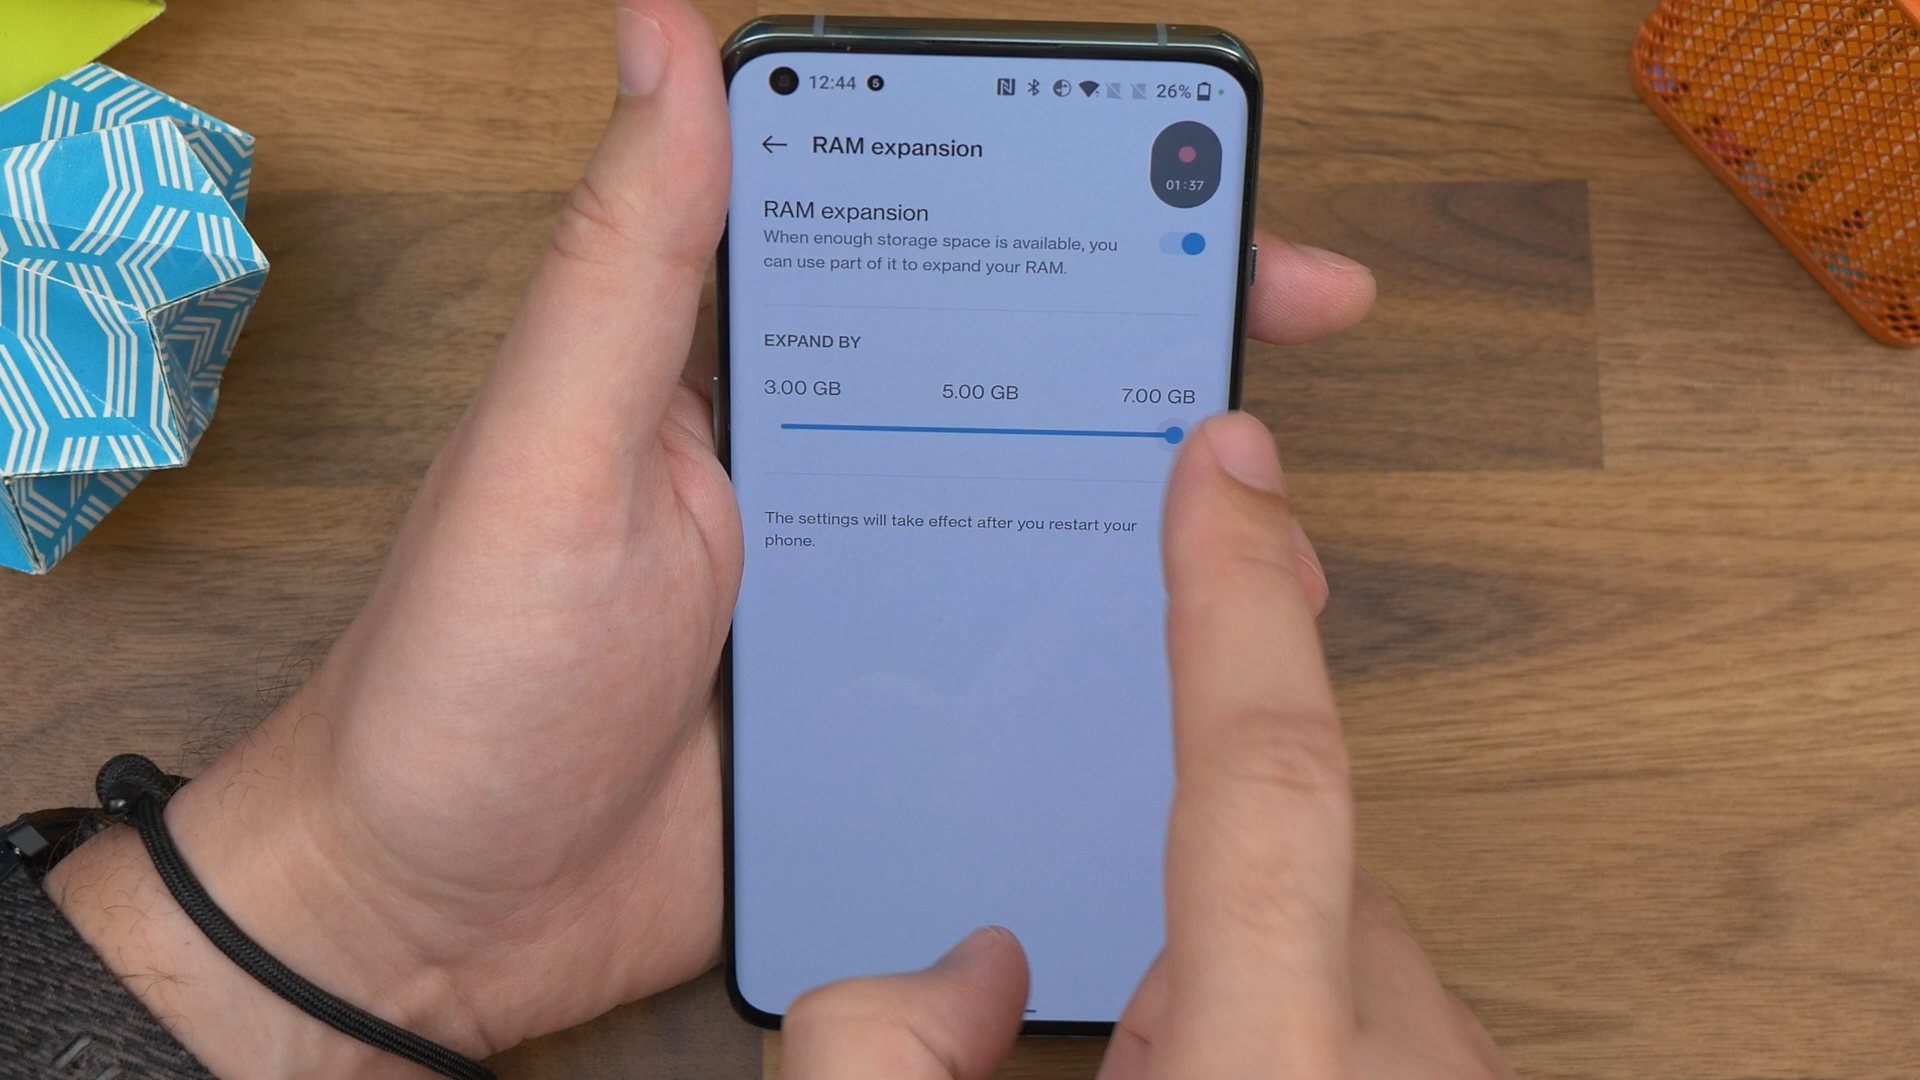 12:44 6 26%
RAM expansion
01:37
RAM expansion
When enough storage space is available, you
can use part of it to expand your RAM.
EXPAND BY
3.00 GB 5.00 GB 7.00 GB
The settings will take effect after you restart your
phone.